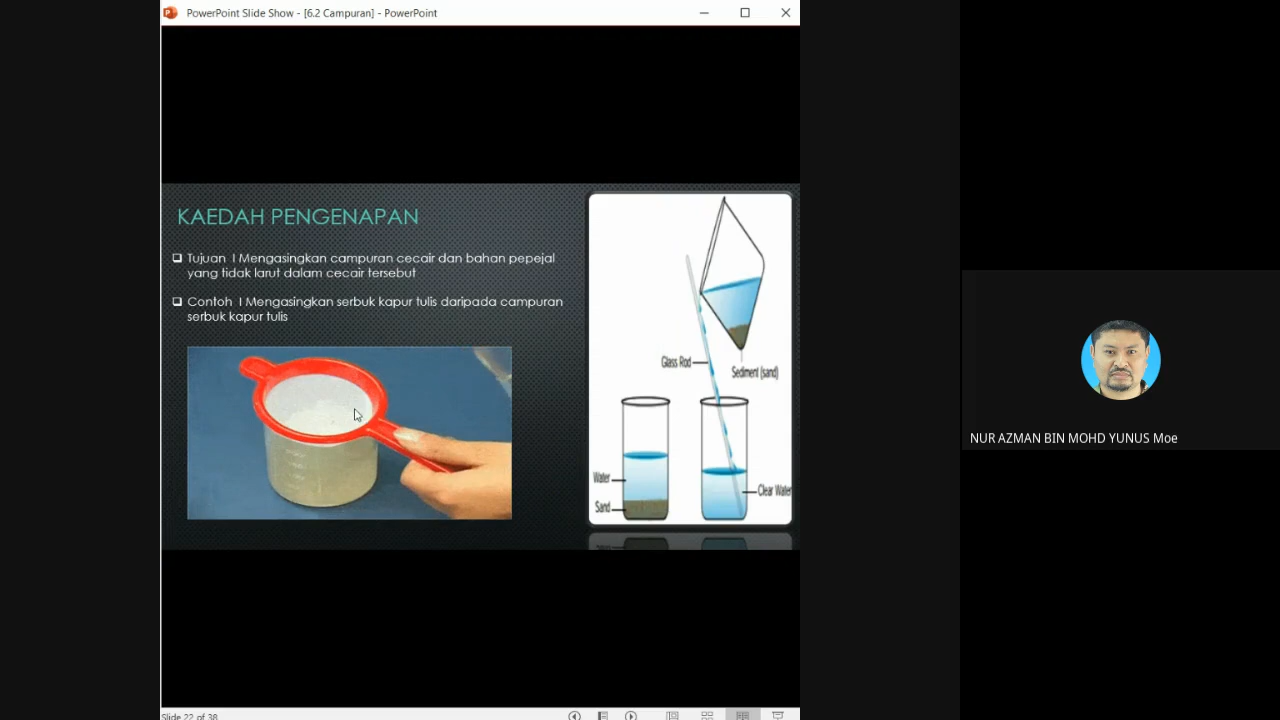 PowerPoint Slide Show - [6.2 Campuran] - PowerPoint
KAEDAH PENGENAPAN
Tujuan I Mengasingkan campuran cecair dan bahan pepejal
yang tidak larut dalam cecair tersebut
Contoh I Mengasingkan serbuk kapur tulis daripada campuran
serbuk kapur tulis
Glass Rod
Sediment (sand)
Water
Sand
Clear Water
NUR AZMAN BIN MOHD YUNUS Moe
Slide 22 of 38